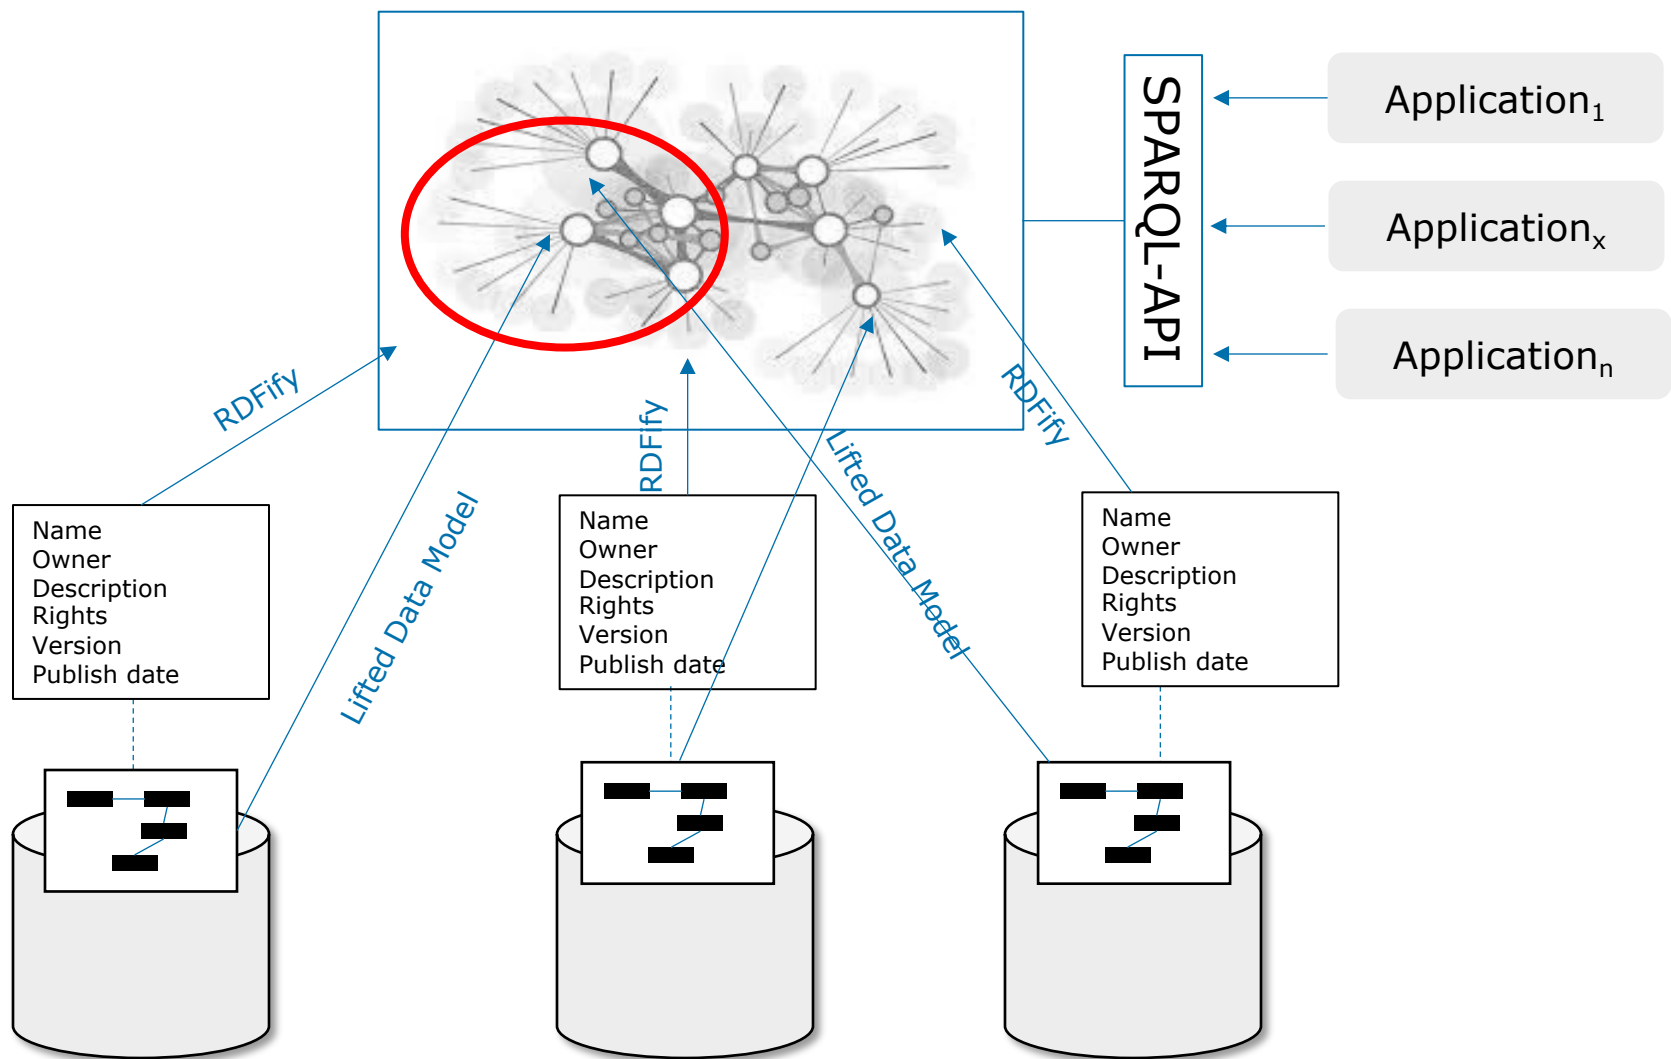 SPARQL-API
Application1
Applicationx
Applicationn
RDFify
RDFify
RDFify
Lifted Data Model
Lifted Data Model
Name
Owner
Description
Rights
Version
Publish date
Name
Owner
Description
Rights
Version
Publish date
Name
Owner
Description
Rights
Version
Publish date